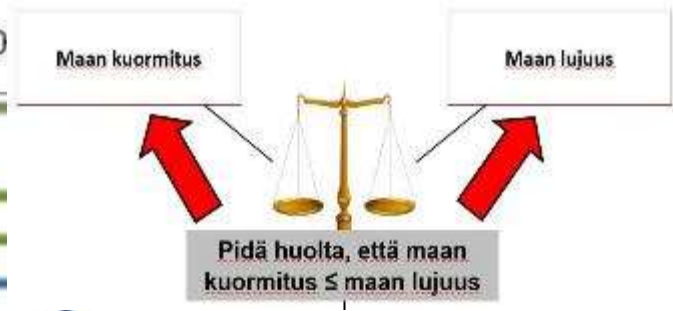 Maan kuormitus
Maan lujuus
Pidä huolta, että maan
kuormitus ≤ maan lujuus